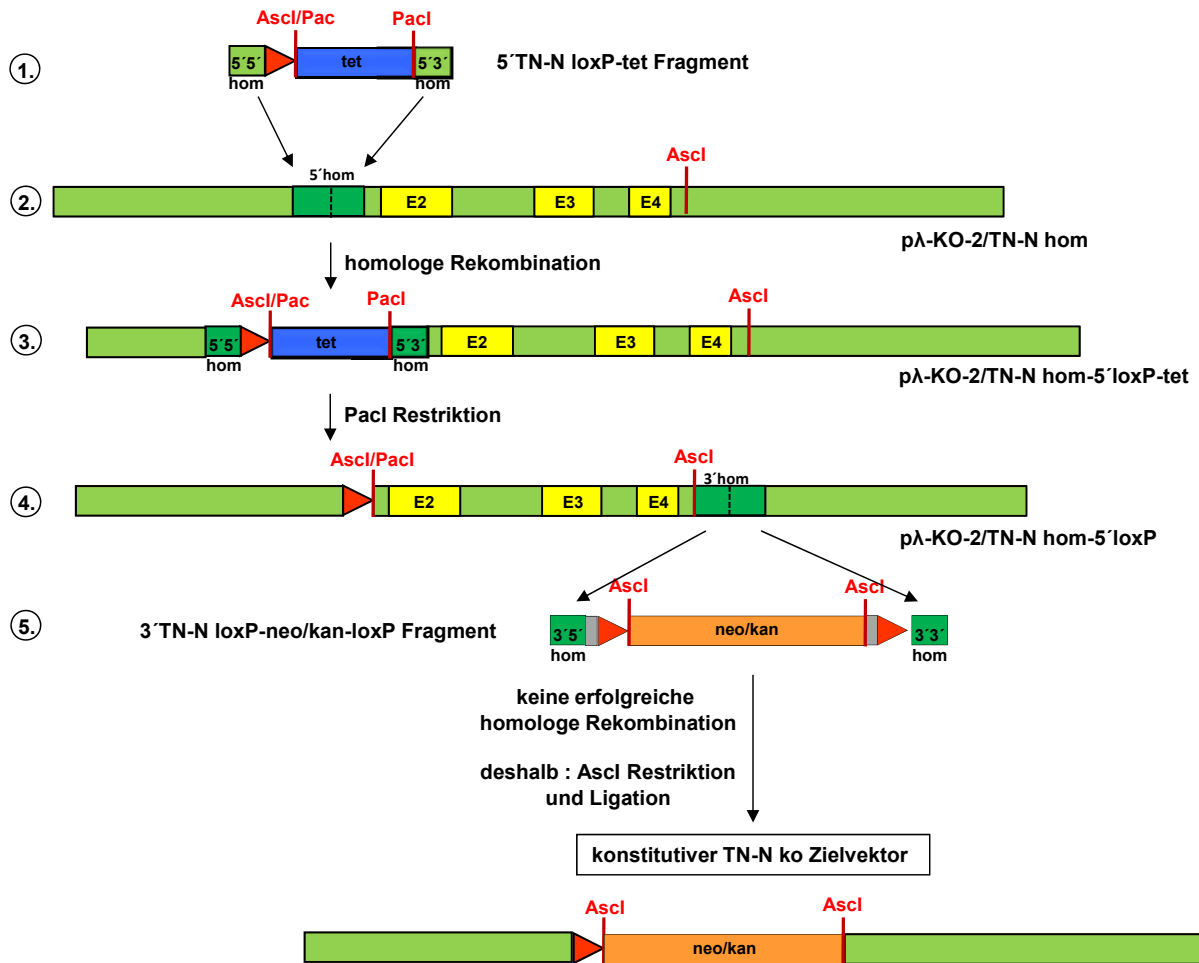 AscI/Pac PacI
1. 5´5´ tet 5´3´ 5´TN-N loxP-tet Fragment
hom hom
5´hom AscI
2. E2 E3 E4
pλ-KO-2/TN-N hom
homologe Rekombination
AscI/Pac PacI AscI
3. 5´5´ tet 5´3´ E2 E3 E4
hom hom
pλ-KO-2/TN-N hom-5´loxP-tet
PacI Restriktion
AscI/PacI AscI
3´hom
4. E2 E3 E4
pλ-KO-2/TN-N hom-5´loxP
AscI AscI
5. 3´TN-N loxP-neo/kan-loxP Fragment 3´5´ neo/kan 3´3´
hom hom
keine erfolgreiche
homologe Rekombination
deshalb : AscI Restriktion
und Ligation
konstitutiver TN-N ko Zielvektor
AscI AscI
neo/kan